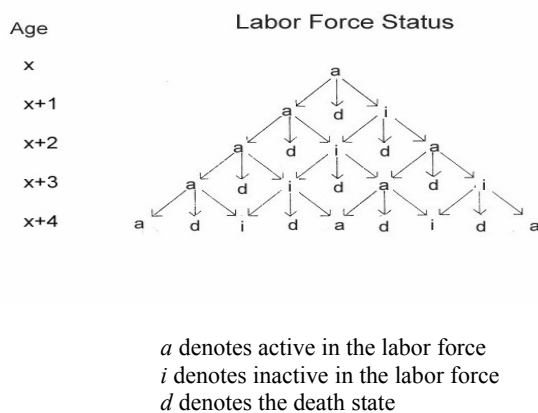 Labor Force Status
Age
x a
x+1 a d i
x+2 a d i d a
x+3 a d i d a d i
x+4 a d i d a d i d a
a denotes active in the labor force
i denotes inactive in the labor force
d denotes the death state